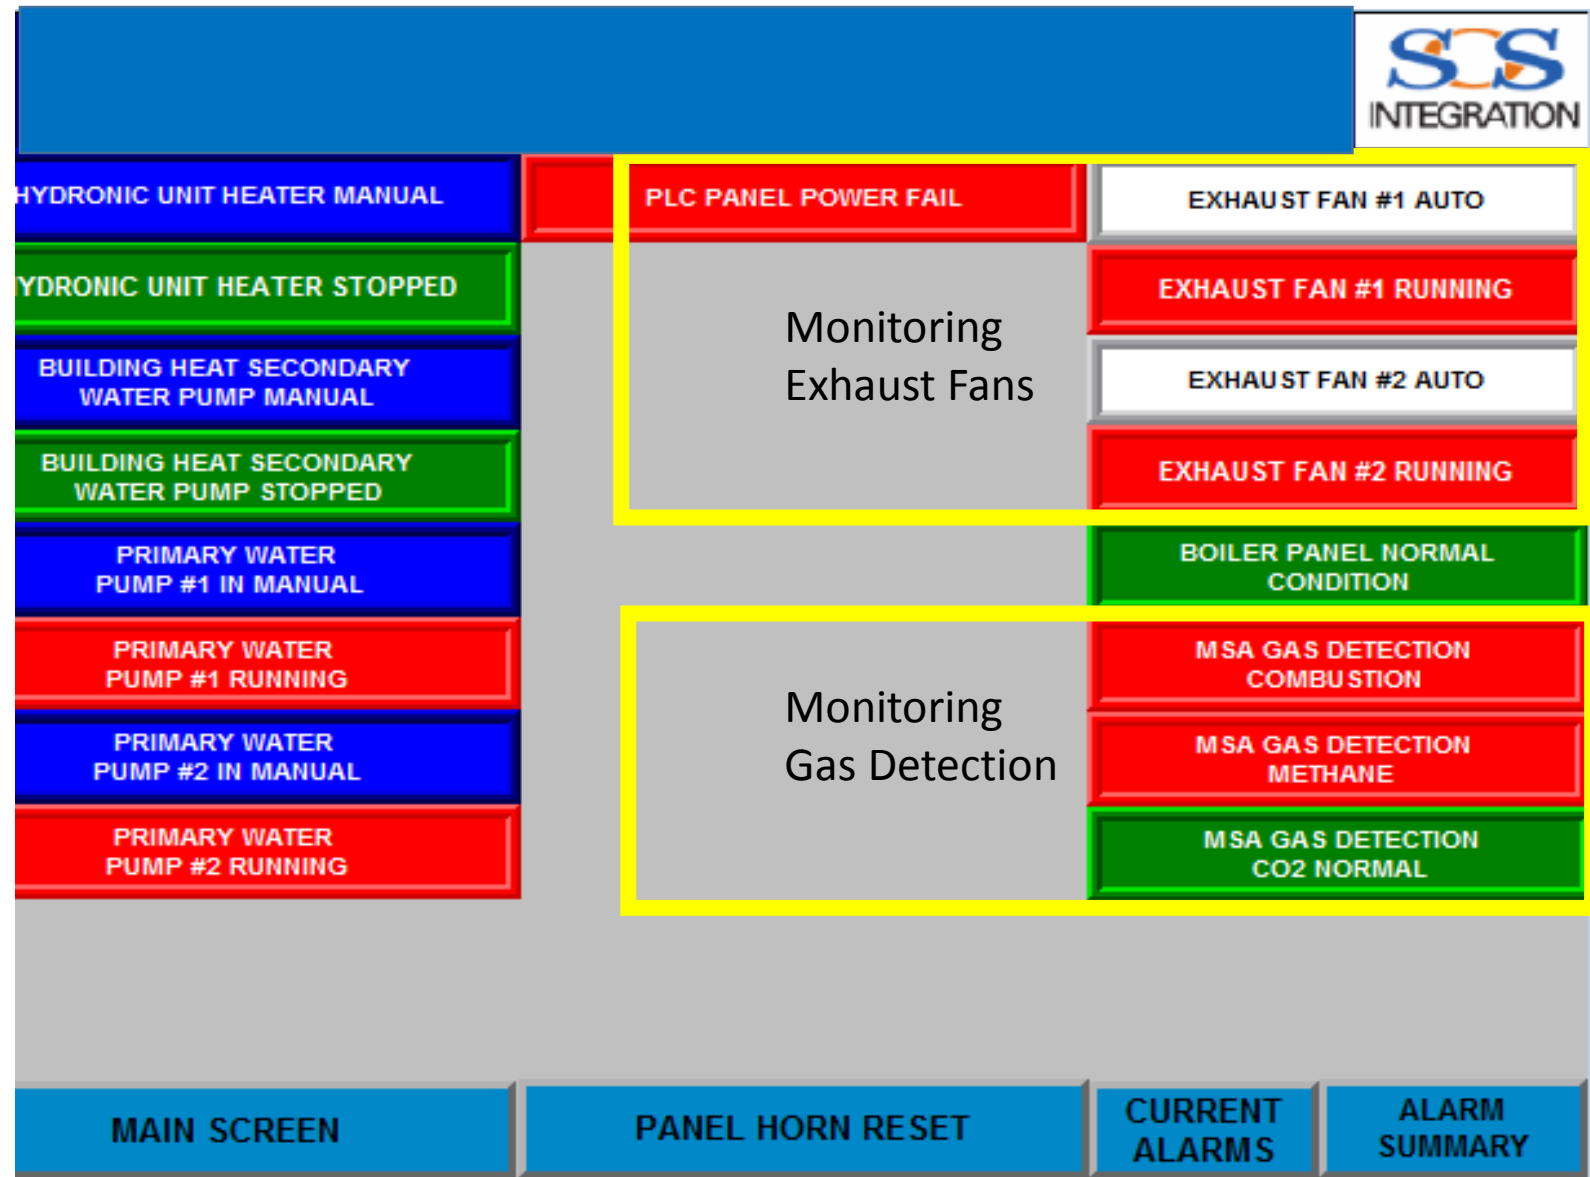 SCS
INTEGRATION
HYDRONIC UNIT HEATER MANUAL
YDRONIC UNIT HEATER STOPPED
BUILDING HEAT SECONDARY
WATER PUMP MANUAL
BUILDING HEAT SECONDARY
WATER PUMP STOPPED
PRIMARY WATER
PUMP #1 IN MANUAL
PRIMARY WATER
PUMP #1 RUNNING
PRIMARY WATER
PUMP #2 IN MANUAL
PRIMARY WATER
PUMP #2 RUNNING
PLC PANEL POWER FAIL
Monitoring
Exhaust Fans
Monitoring
Gas Detection
EXHAUST FAN #1 AUTO
EXHAUST FAN #1 RUNNING
EXHAUST FAN #2 AUTO
EXHAUST FAN #2 RUNNING
BOILER PANEL NORMAL
CONDITION
MSA GAS DETECTION
COMBUSTION
MSA GAS DETECTION
METHANE
MSA GAS DETECTION
CO2 NORMAL
MAIN SCREEN
PANEL HORN RESET
CURRENT
ALARMS
ALARM
SUMMARY